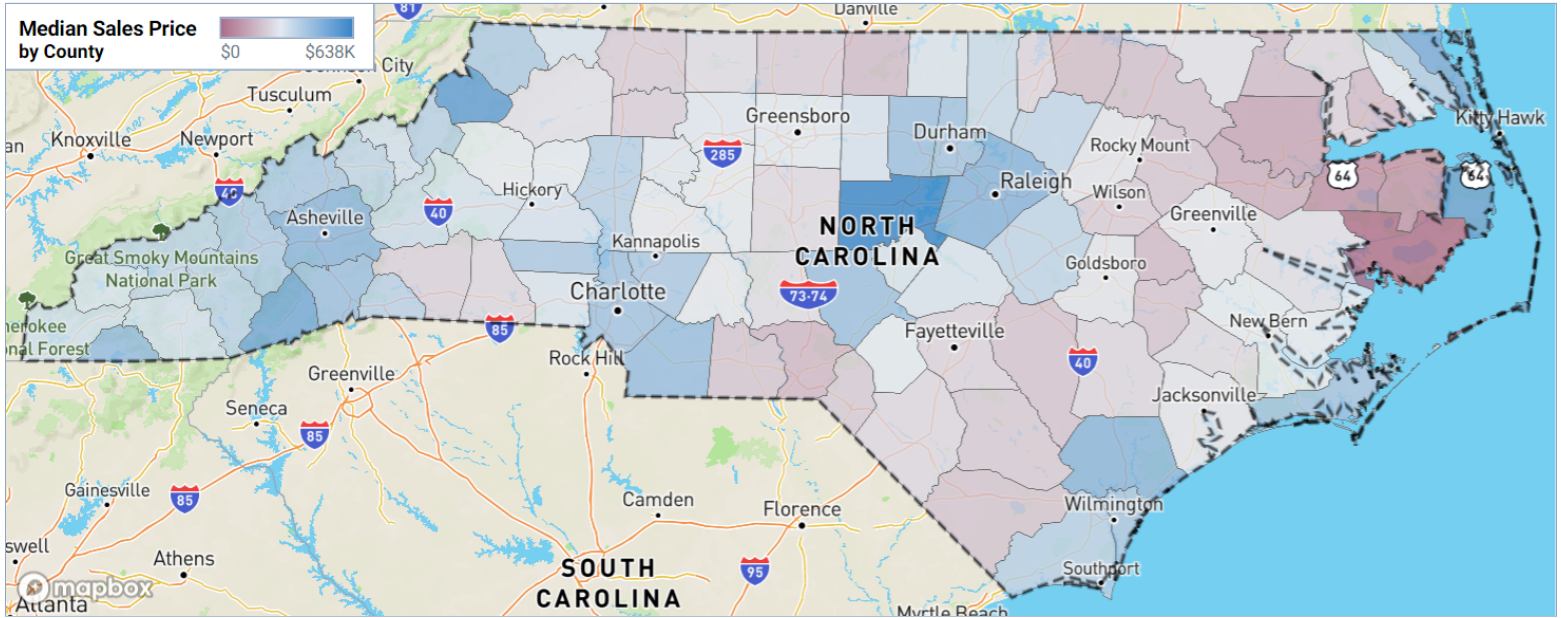 Median Sales Price
by County
$0
$638K
81
Danville
City
Tusculum
Knoxville
Newport
Greensboro
Durham
Kitty Hawk
285
Rocky Mount
64
64
40
Hickory
Raleigh
Wilson
40
Asheville
Greenville
NORTH
CAROLINA
Kannapolis
Great Smoky Mountains
National Park
Goldsboro
Charlotte
73-74
New Bern
85
Fayetteville
Rock Hill
40
Greenville
Jacksonville
Seneca
85
Gainesville
85
Camden
Florence
Wilmington
Athens
SOUTH
CAROLINA
95
Southport
mapbox
Atlanta
Myrtle Beach